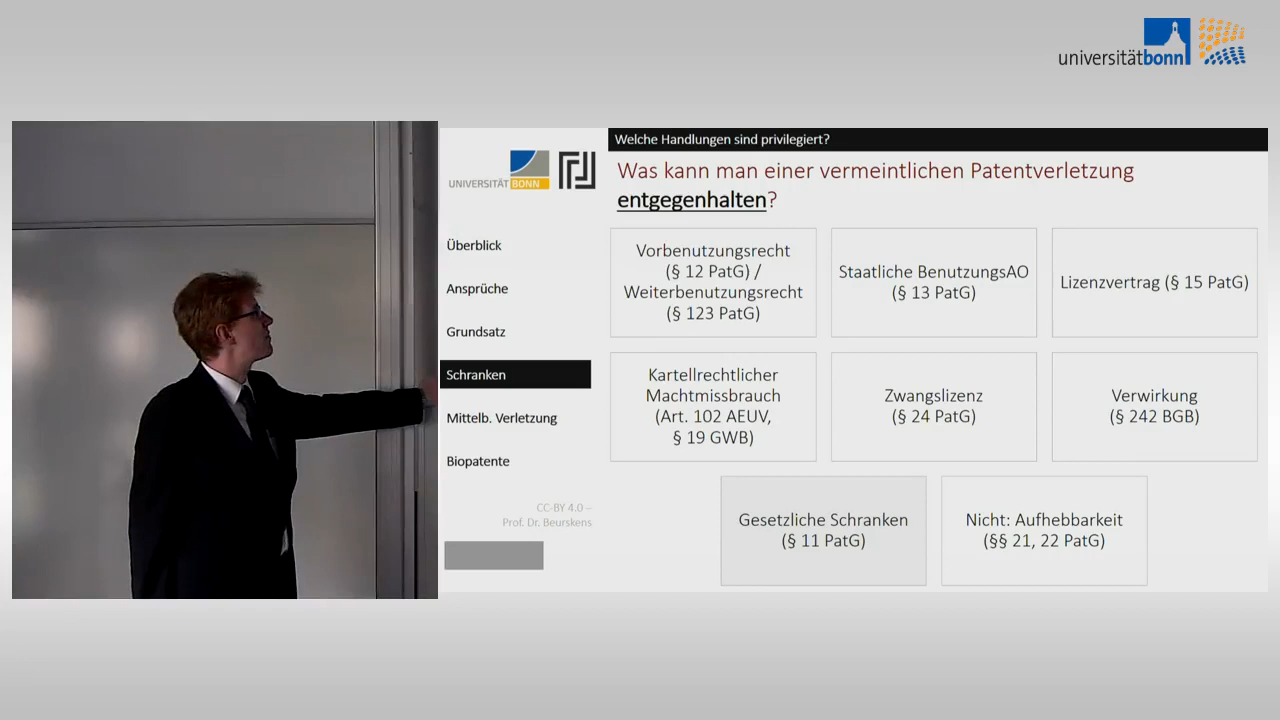 universitätbonn
Welche Handlungen sind privilegiert?
UNIVERSITÄT BONN
Was kann man einer vermeintlichen Patentverletzung
entgegenhalten?
Überblick
Ansprüche
Grundsatz
Schranken
Mittelb. Verletzung
Biopatente
CC-BY 4.0 –
Prof. Dr. Beurskens
Vorbenutzungsrecht
(§ 12 PatG) /
Weiterbenutzungsrecht
(§ 123 PatG)
Staatliche BenutzungsAO
(§ 13 PatG)
Lizenzvertrag (§ 15 PatG)
Kartellrechtlicher
Machtmissbrauch
(Art. 102 AEUV,
§ 19 GWB)
Zwangslizenz
(§ 24 PatG)
Verwirkung
(§ 242 BGB)
Gesetzliche Schranken
(§ 11 PatG)
Nicht: Aufhebbarkeit
(§§ 21, 22 PatG)